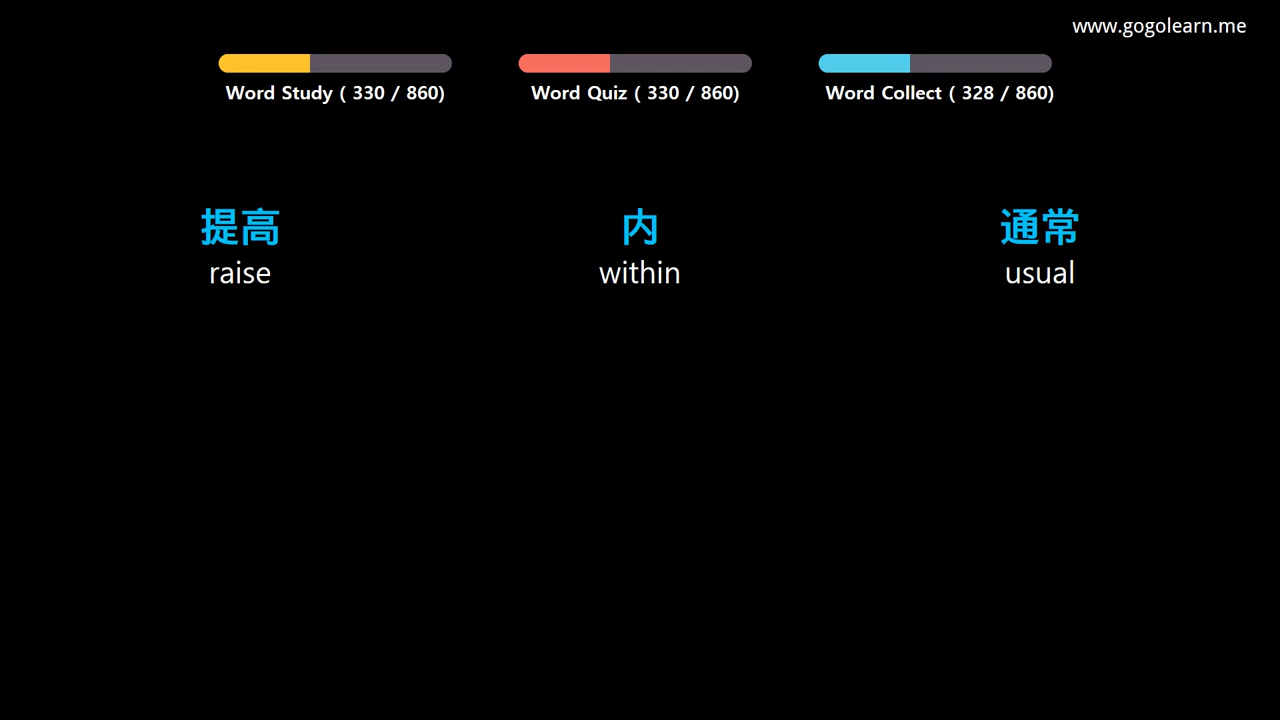 www.gogolearn.me
Word Study ( 330 / 860)
Word Quiz ( 330 / 860)
Word Collect ( 328 / 860)
提高
raise
内
within
通常
usual